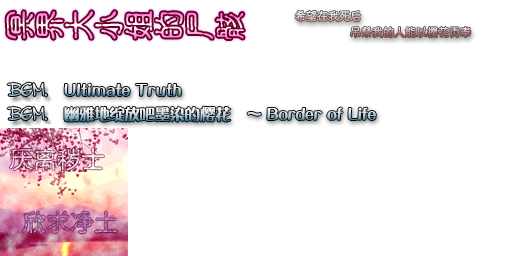 冥界大小姐的尸骸
希望在我死后
吊祭我的人能以樱花供奉
BGM. Ultimate Truth
BGM. 幽雅地绽放吧墨染的樱花 ～ Border of Life
厌离秽土
欣求净土